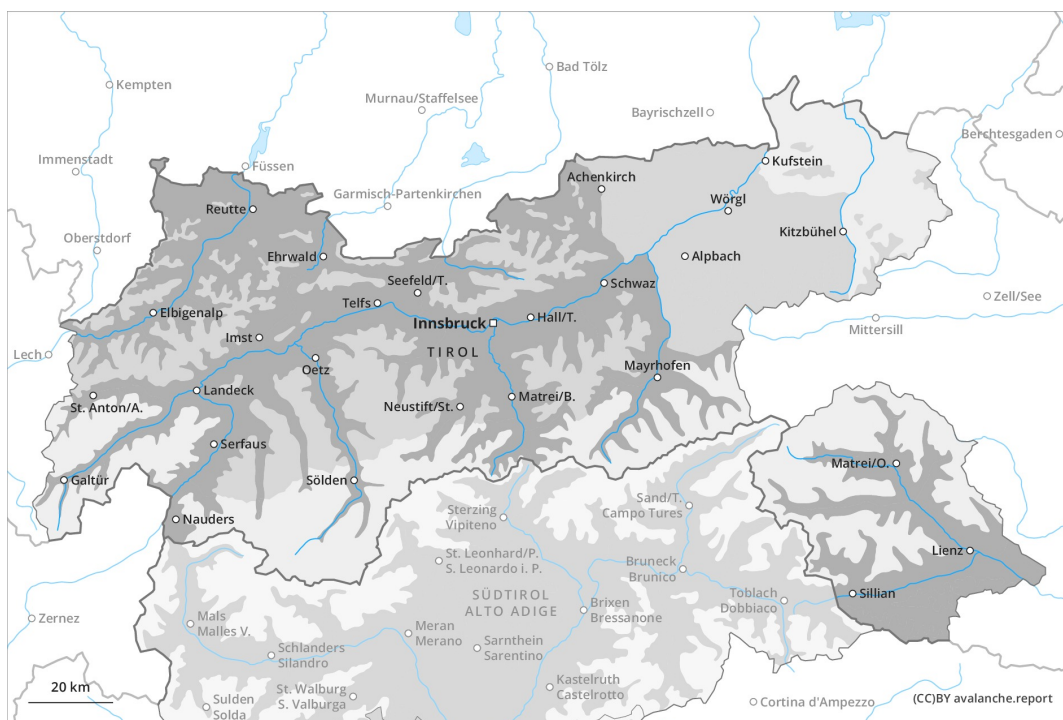 Kempten
Bad Tölz
Murnau/Staffelsee
Bayrischzell
Berchtesgaden
Immenstadt
Füssen
Kufstein
Achenkirch
Garmisch-Partenkirchen
Reutte
Wörgl
Oberstdorf
Kitzbühel
Ehrwald
Alpbach
Seefeld/T.
Schwaz
Zell/See
Telfs
Elbigenalp
Hall/T.
Innsbruck
Mittersill
Imst
Lech
TIROL
Oetz
Mayrhofen
Landeck
Matrei/B.
St. Anton/A.
Neustift/St.
Serfaus
Matrei/O.
Galtür
Sölden
Sand/T.
Campo Tures
Sterzing
Vipiteno
Nauders
Lienz
St. Leonhard/P.
S. Leonardo i. P.
Bruneck
Brunico
Sillian
SÜDTIROL
ALTO ADIGE
Toblach
Dobbiaco
Brixen
Bressanone
Zernez
Mals
Malles V.
Meran
Merano
Sarnthein
Sarentino
Schlanders
Silandro
Kastelruth
Castelrotto
20 km
St. Walburg
S. Valburga
Sulden
Solda
Cortina d'Ampezzo
(CC)BY avalanche.report